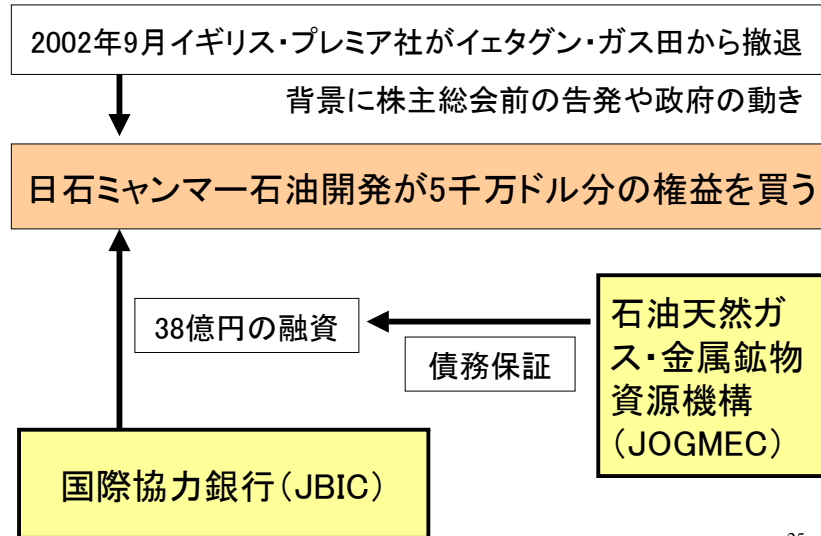 2002年9月イギリス・プレミア社がイェタグン・ガス田から撤退
背景に株主総会前の告発や政府の動き
日石ミャンマー石油開発が5千万ドル分の権益を買う
38億円の融資
債務保証
石油天然ガ
ス・金属鉱物
資源機構
（JOGMEC）
国際協力銀行（JBIC）